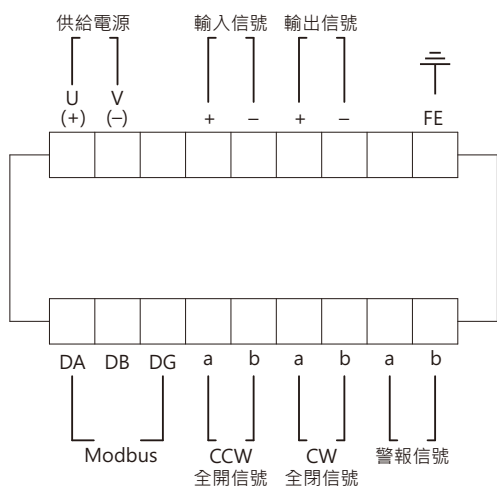 供給電源 輸入信號 輸出信號
U V
(+) (−) + − + − FE
DA DB DG a b a b a b
Modbus CCW CW 警報信號
全開信號 全閉信號